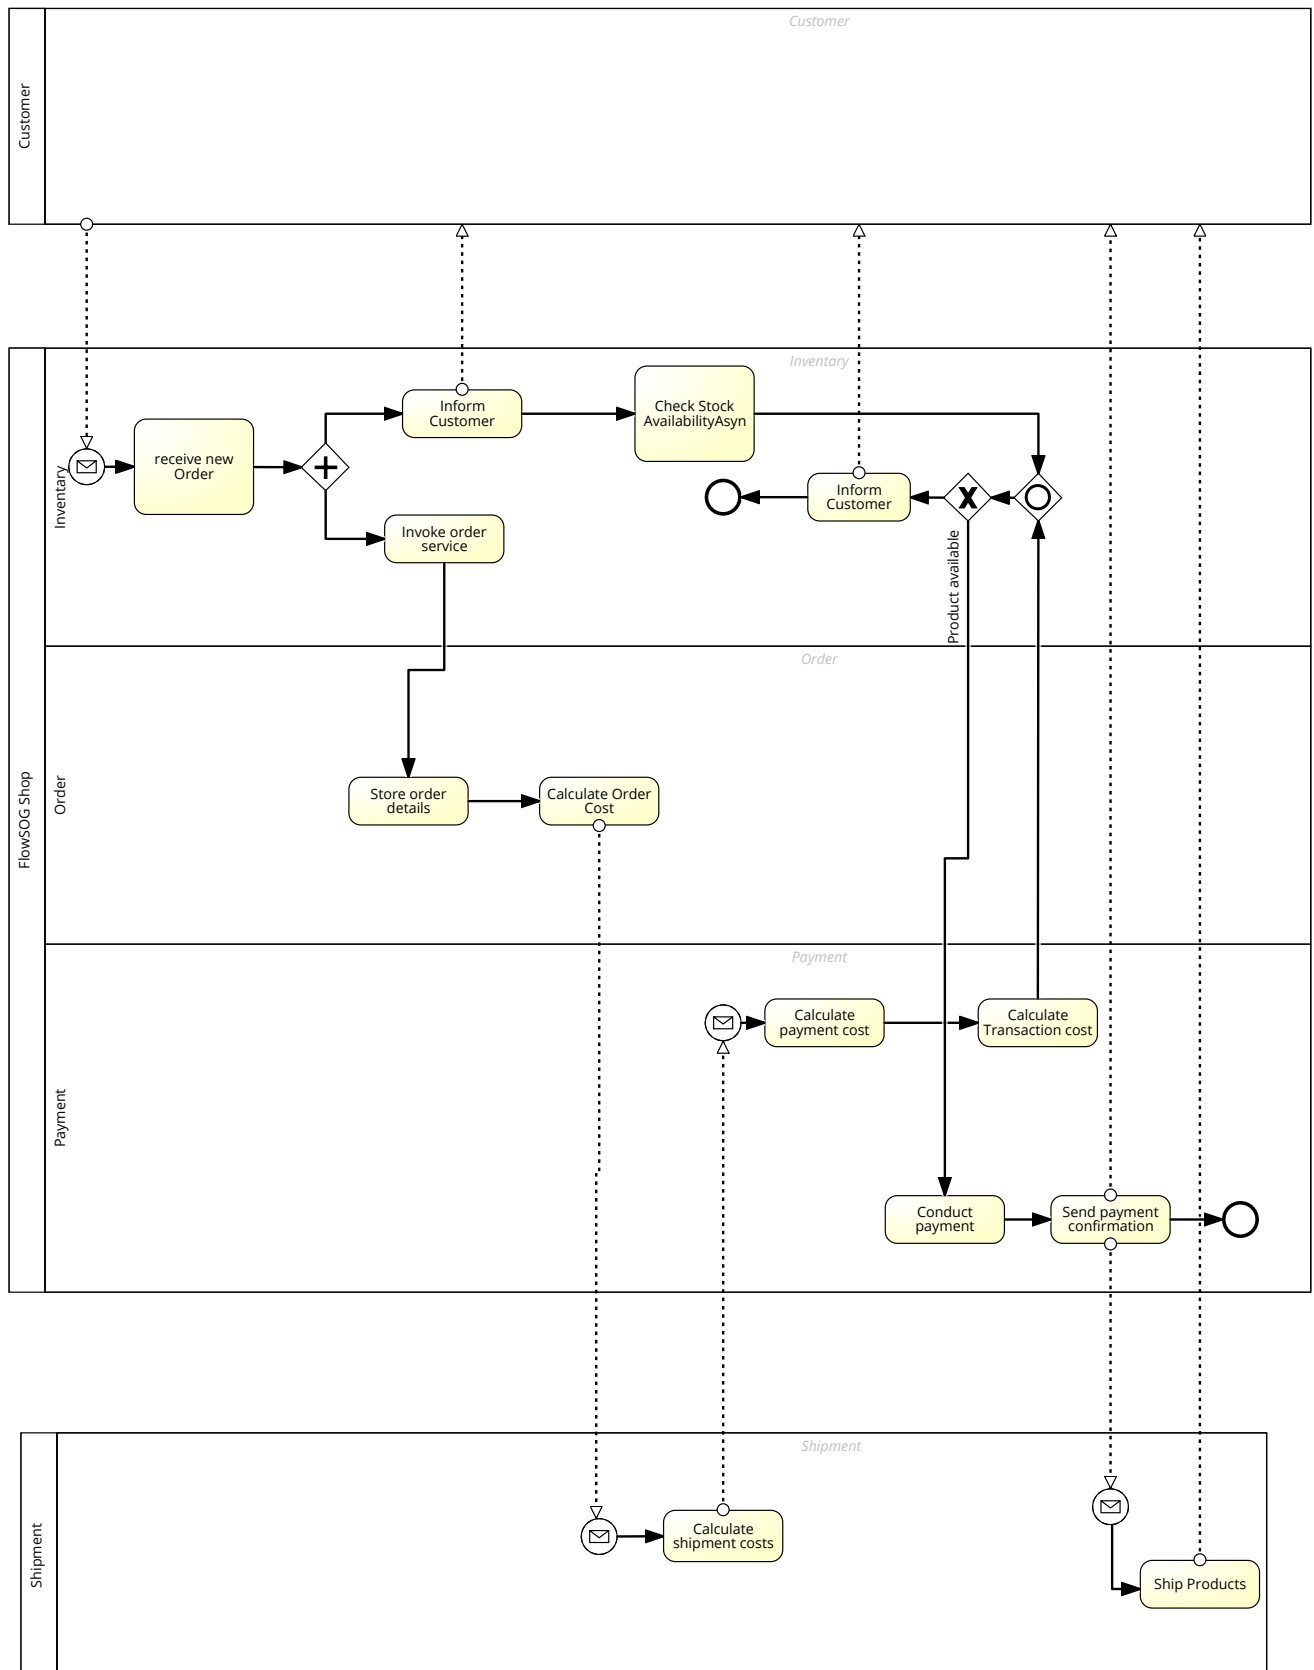 Customer
Customer
FlowSOG Shop
Inventary
Inventary
receive new
Order
Inform
Customer
Check Stock
AvailabilityAsyn
Inform
Customer
Invoke order
service
Product available
Order
Order
Store order
details
Calculate Order
Cost
Payment
Payment
Calculate
payment cost
Calculate
Transaction cost
Conduct
payment
Send payment
confirmation
Shipment
Shipment
Calculate
shipment costs
Ship Products